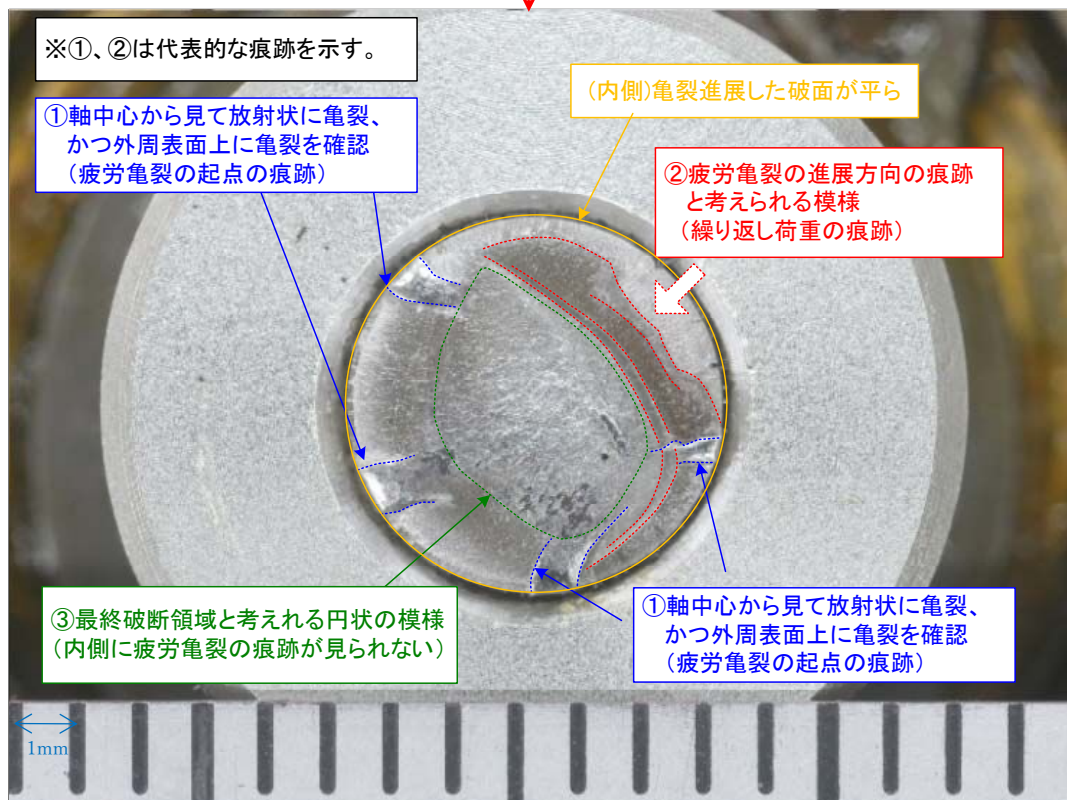 ※①、②は代表的な痕跡を示す。
①軸中心から見て放射状に亀裂、
かつ外周表面上に亀裂を確認
(疲労亀裂の起点の痕跡)
(内側)亀裂進展した破面が平ら
②疲労亀裂の進展方向の痕跡
と考えられる模様
(繰り返し荷重の痕跡)
③最終破断領域と考えれる円状の模様
(内側に疲労亀裂の痕跡が見られない)
①軸中心から見て放射状に亀裂、
かつ外周表面上に亀裂を確認
(疲労亀裂の起点の痕跡)
1mm